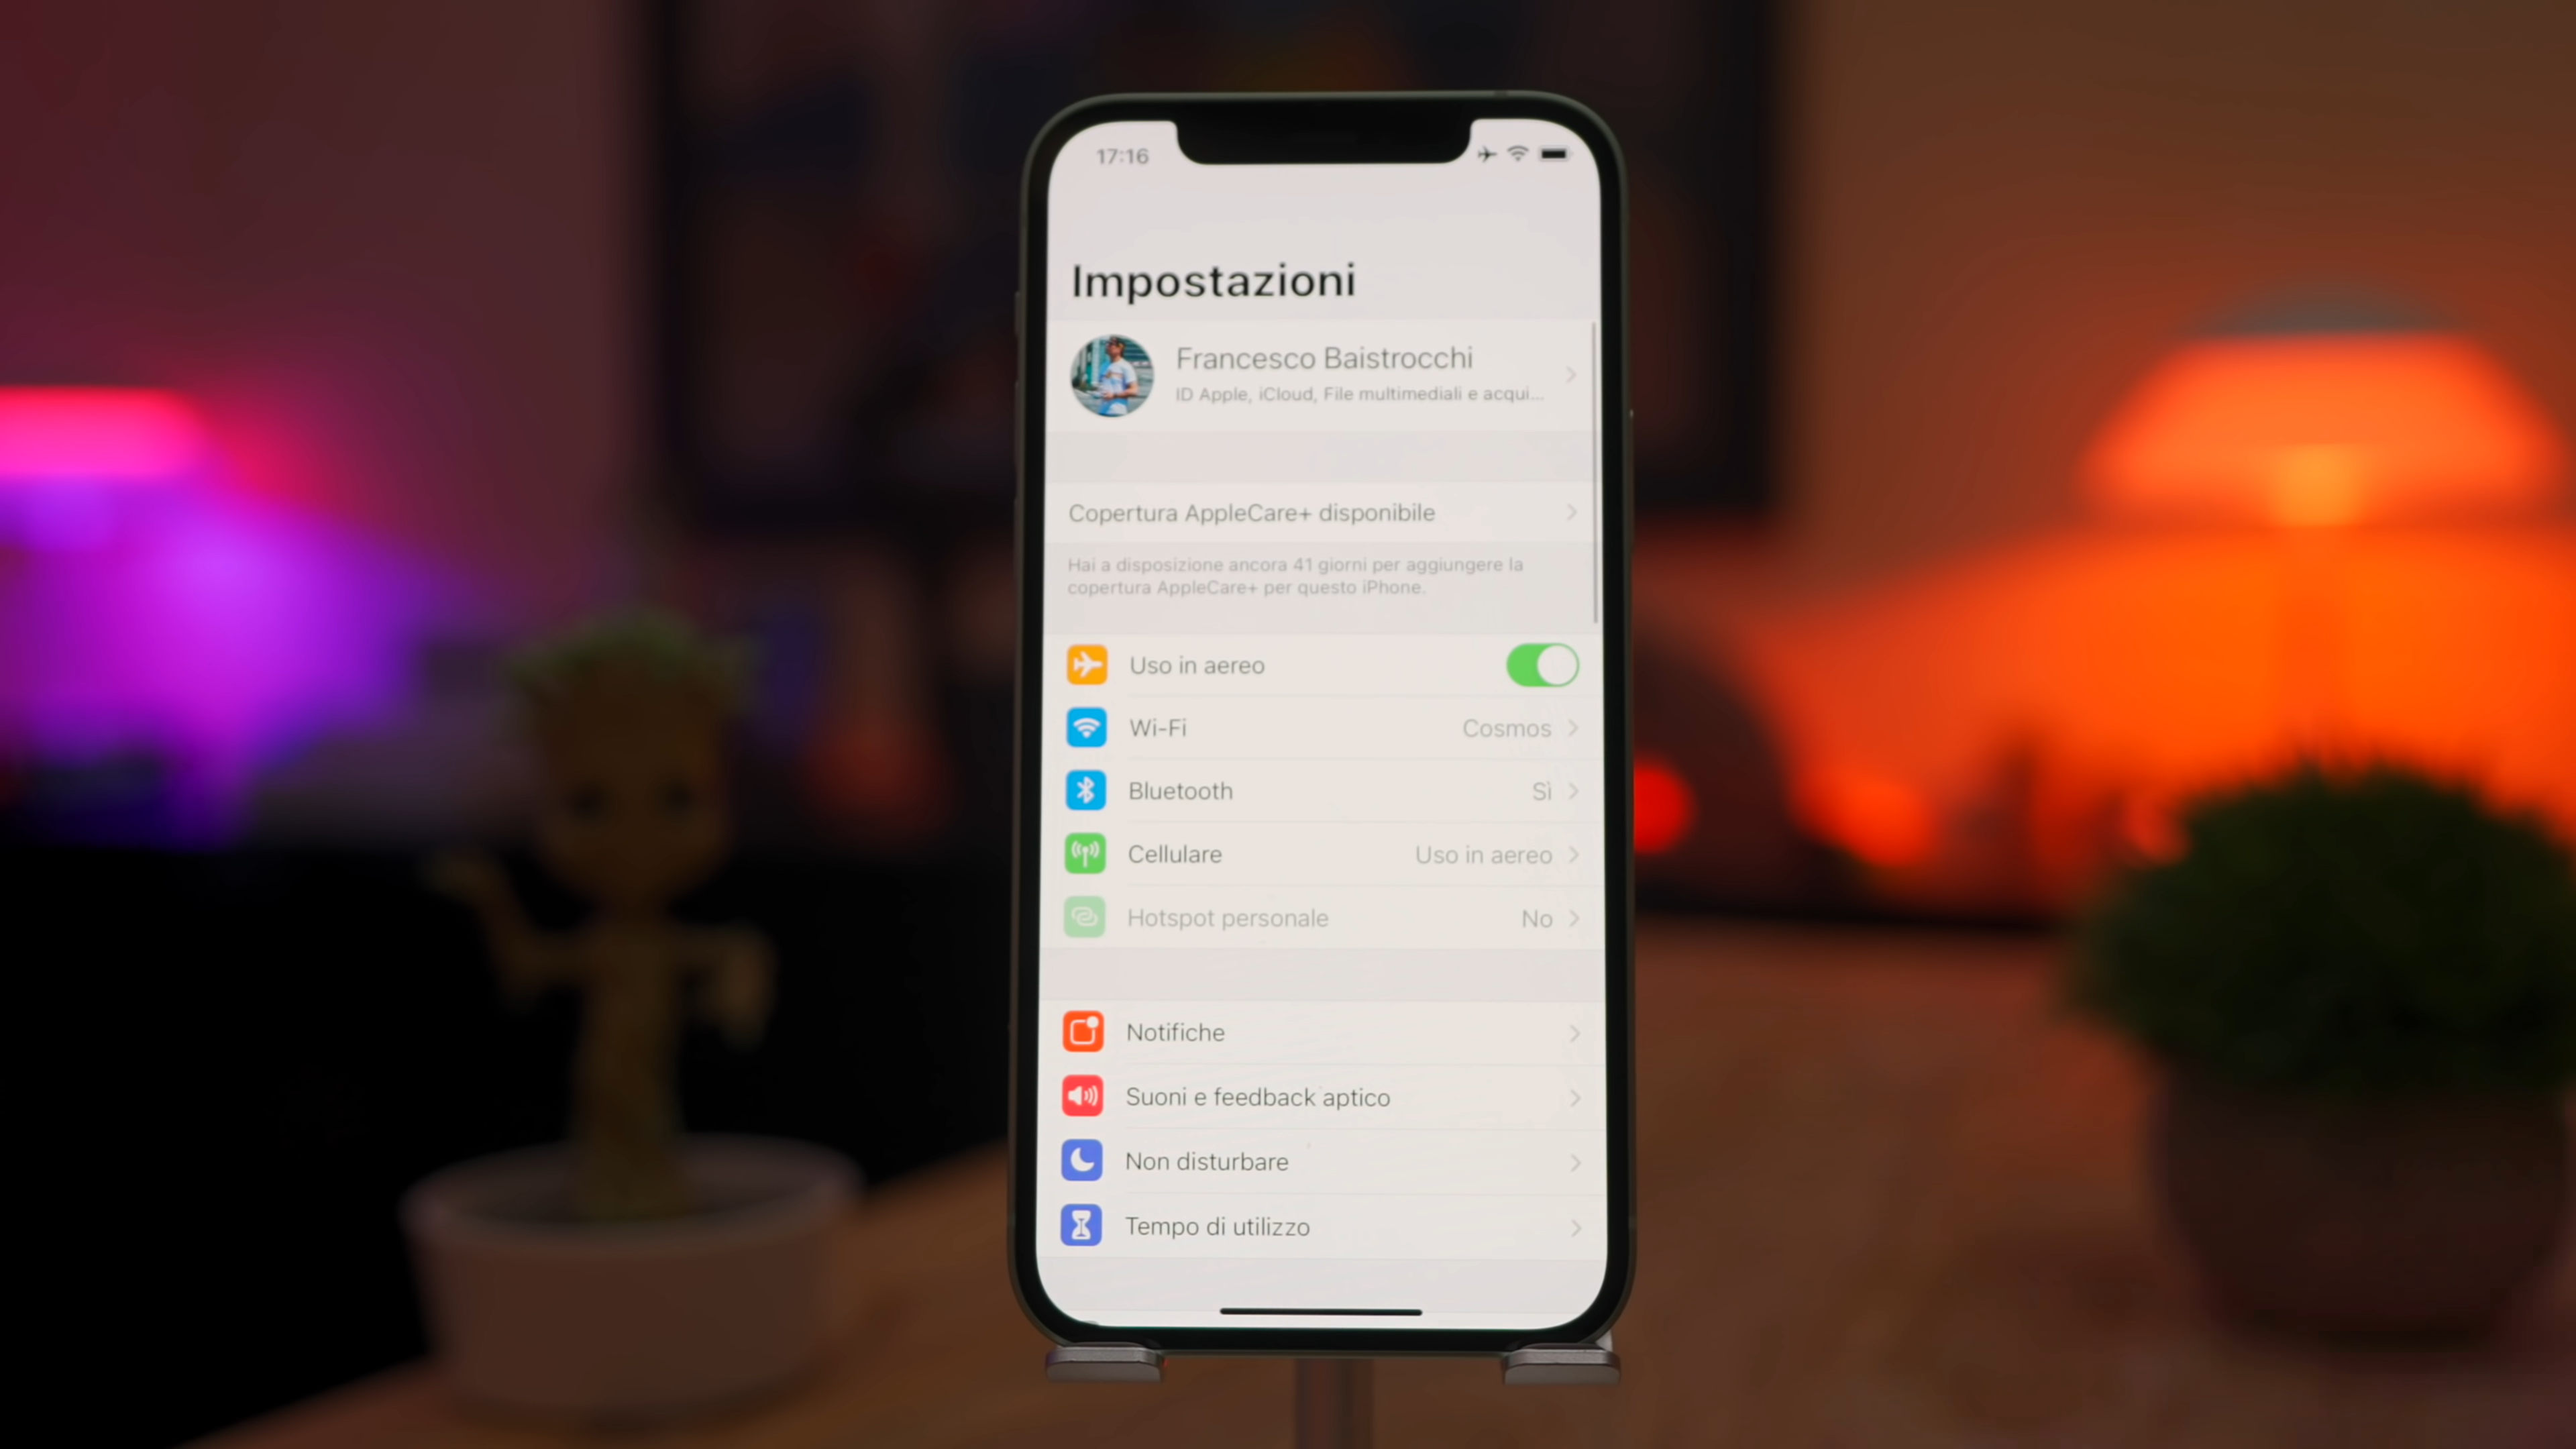 17:16
Impostazioni
Francesco Baistrocchi
ID Apple, iCloud, File multimediali e acqui...
Copertura AppleCare+ disponibile
Hai a disposizione ancora 41 giorni per aggiungere la
copertura AppleCare+ per questo iPhone.
Uso in aereo
Wi-Fi Cosmos
Bluetooth Sì
Cellulare Uso in aereo
Hotspot personale No
Notifiche
Suoni e feedback aptico
Non disturbare
Tempo di utilizzo